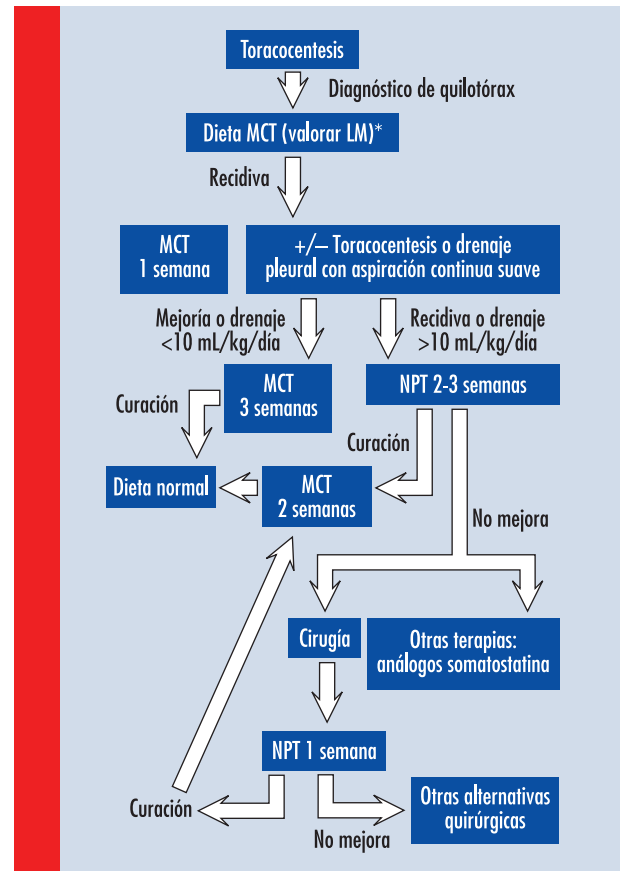 Toracocentesis
Diagnóstico de quilotórax
Dieta MCT (valorar LM)*
Recidiva
MCT
1 semana
+/– Toracocentesis o drenaje
pleural con aspiración continua suave
Mejoría o drenaje
<10 mL/kg/día
Recidiva o drenaje
>10 mL/kg/día
MCT
3 semanas
NPT 2-3 semanas
Curación
Curación
Dieta normal
MCT
2 semanas
No mejora
Cirugía
Otras terapias:
análogos somatostatina
NPT 1 semana
Curación
No mejora
Otras alternativas
quirúrgicas